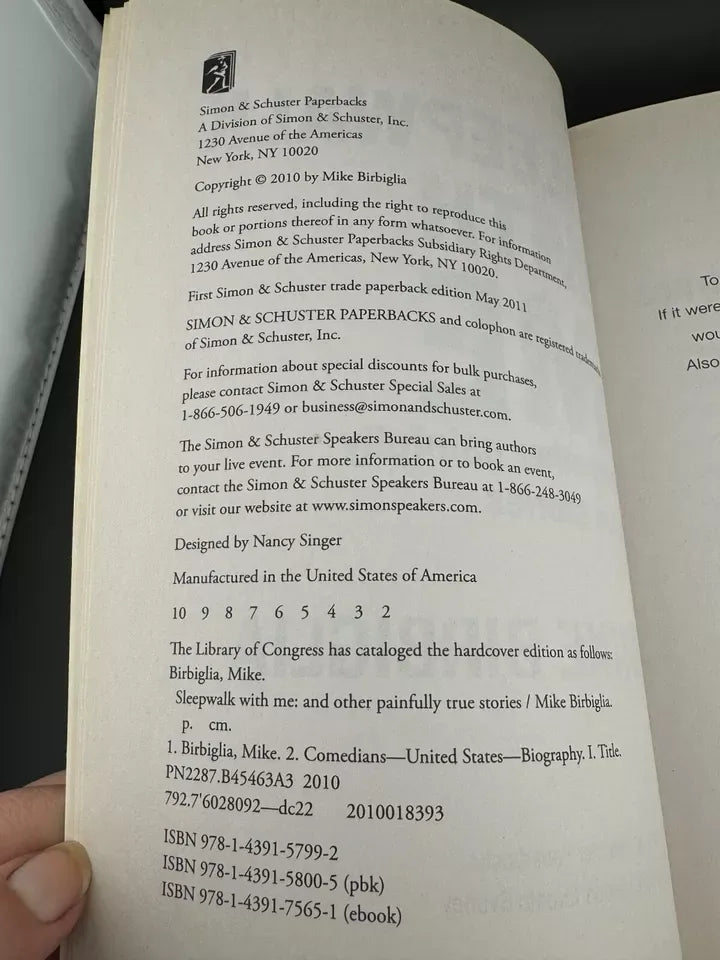 Simon & Schuster Paperbacks
A Division of Simon & Schuster, Inc.
1230 Avenue of the Americas
New York, NY 10020
Copyright © 2010 by Mike Birbiglia
All rights reserved, including the right to reproduce this
book or portions thereof in any form whatsoever. For information
address Simon & Schuster Paperbacks Subsidiary Rights Department,
1230 Avenue of the Americas, New York, NY 10020.
First Simon & Schuster trade paperback edition May 2011
SIMON & SCHUSTER PAPERBACKS and colophon are registered trademarks
of Simon & Schuster, Inc.
For information about special discounts for bulk purchases,
please contact Simon & Schuster Special Sales at
1-866-506-1949 or business@simonandschuster.com.
The Simon & Schuster Speakers Bureau can bring authors
to your live event. For more information or to book an event,
contact the Simon & Schuster Speakers Bureau at 1-866-248-3049
or visit our website at www.simonspeakers.com.
Designed by Nancy Singer
Manufactured in the United States of America
10 9 8 7 6 5 4 3 2
The Library of Congress has cataloged the hardcover edition as follows:
Birbiglia, Mike.
Sleepwalk with me: and other painfully true stories / Mike Birbiglia.
p. cm.
1. Birbiglia, Mike. 2. Comedians—United States—Biography. I. Title.
PN2287.B45463A3 2010
792.7'6028092—dc22 2010018393
ISBN 978-1-4391-5799-2
ISBN 978-1-4391-5800-5 (pbk)
ISBN 978-1-4391-7565-1 (ebook)
To
If it were
wou
Also